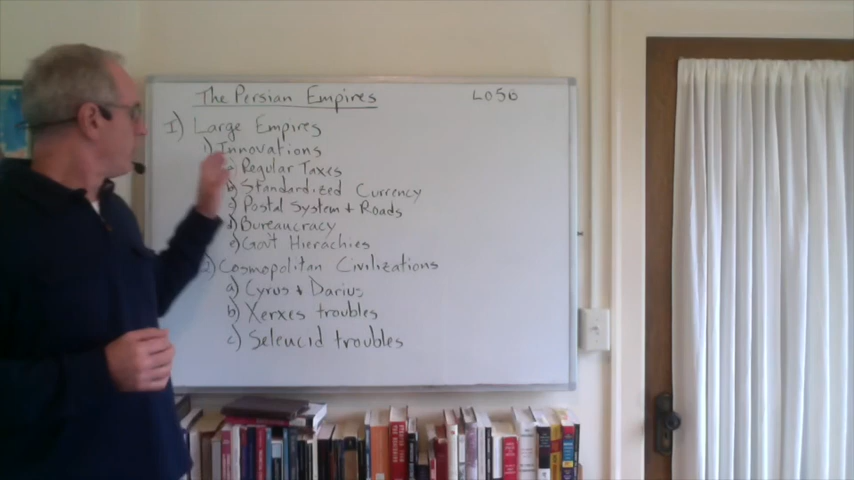 The Persian Empires
LO5B
I) Large Empires
1) Innovations
a) Regular Taxes
b) Standardized Currency
c) Postal System + Roads
d) Bureaucracy
e) Gov't Hierachies
2) Cosmopolitan Civilizations
a) Cyrus + Darius
b) Xerxes troubles
c) Seleucid troubles